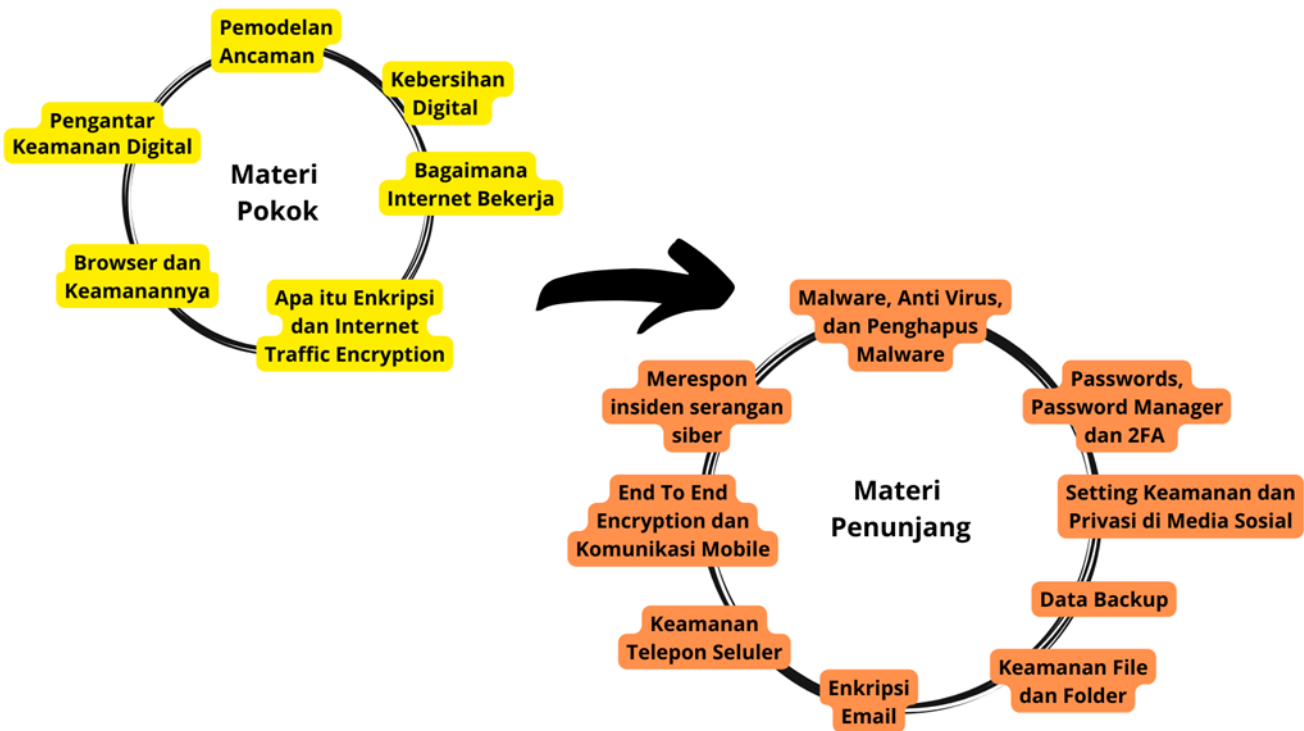 Pemodelan
Ancaman
Kebersihan
Digital
Pengantar
Keamanan Digital
Bagaimana
Internet Bekerja
Materi
Pokok
Browser dan
Keamanannya
Apa itu Enkripsi
dan Internet
Traffic Encryption
Malware, Anti Virus,
dan Penghapus
Malware
Merespon
insiden serangan
siber
Passwords,
Password Manager
dan 2FA
End To End
Encryption dan
Komunikasi Mobile
Materi
Penunjang
Setting Keamanan dan
Privasi di Media Sosial
Data Backup
Keamanan
Telepon Seluler
Keamanan File
dan Folder
Enkripsi
Email